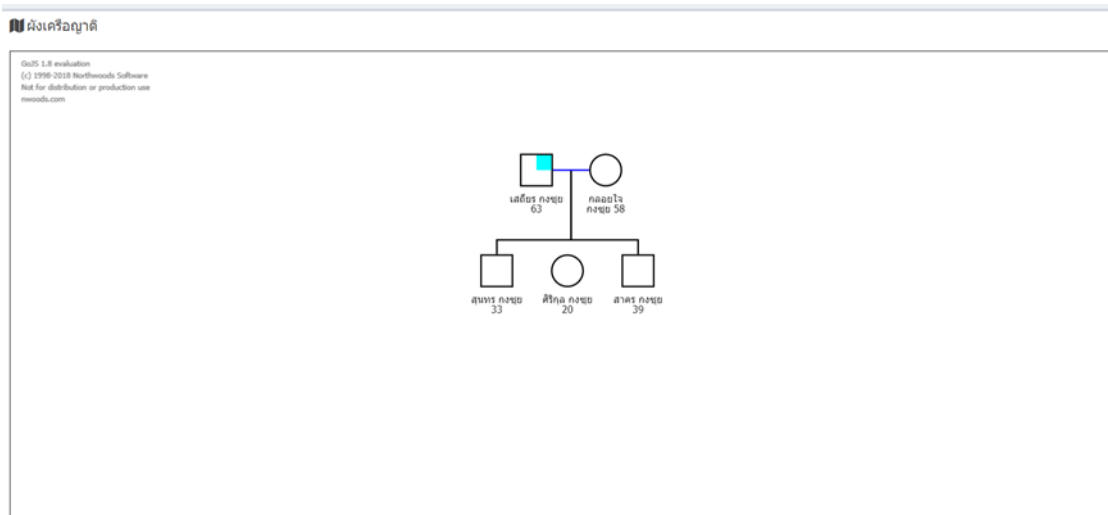 ผังเครือญาติ
GoJS 1.8 evaluation
(c) 1998-2018 Northwoods Software
Not for distribution or production use
nwoods.com
เสถียร กงซุย
63
กลอยใจ
กงซุย 58
สุนทร กงซุย
33
ศิริกุล กงซุย
20
สาคร กงซุย
39